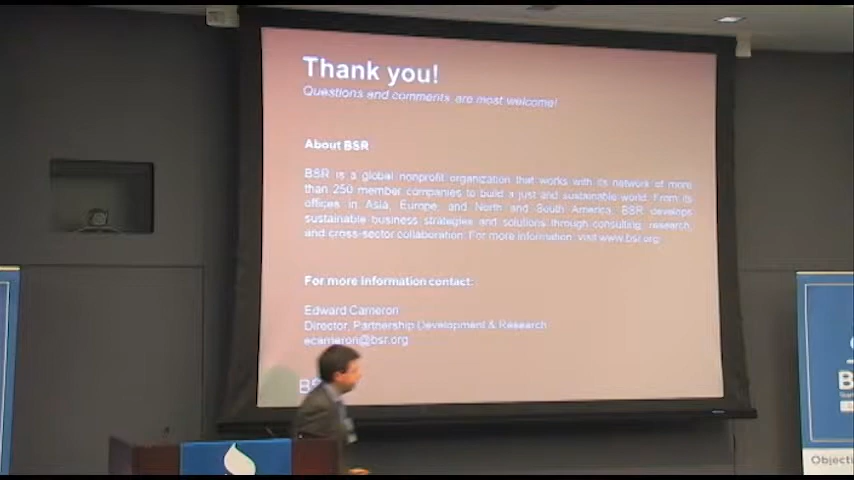 Thank you!
Questions and comments are most welcome!
About BSR
BSR is a global nonprofit organization that works with its network of more
than 250 member companies to build a just and sustainable world. From its
offices in Asia, Europe, and North and South America, BSR develops
sustainable business strategies and solutions through consulting, research,
and cross-sector collaboration. For more information, visit www.bsr.org.
For more information contact:
Edward Cameron
Director, Partnership Development & Research
ecameron@bsr.org